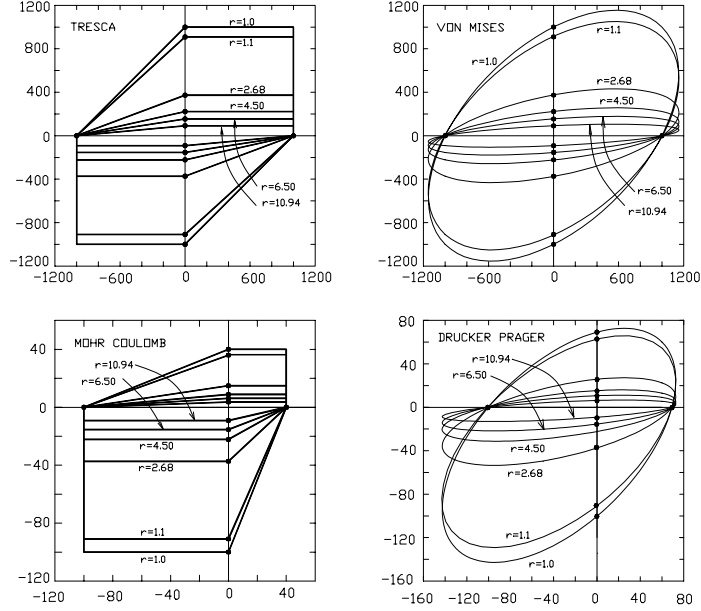 1200
TRESCA
r=1.0
r=1.1
800
400
r=2.68
r=4.50
0
-400
r=6.50
r=10.94
-800
-1200
-1200 -600 0 600 1200
1200
VON MISES
r=1.0
r=1.1
800
400
r=2.68
r=4.50
0
-400
r=6.50
r=10.94
-800
-1200
-1200 -600 0 600 1200
MOHR COULOMB
40
r=10.94
r=6.50
0
r=4.50
-40
r=2.68
-80
r=1.1
r=1.0
-120
-120 -80 -40 0 40
80
DRUCKER PRAGER
40
r=10.94
r=6.50
0
r=4.50
-40
r=2.68
-80
-120
r=1.1
r=1.0
-160
-160 -120 -80 -40 0 40 80